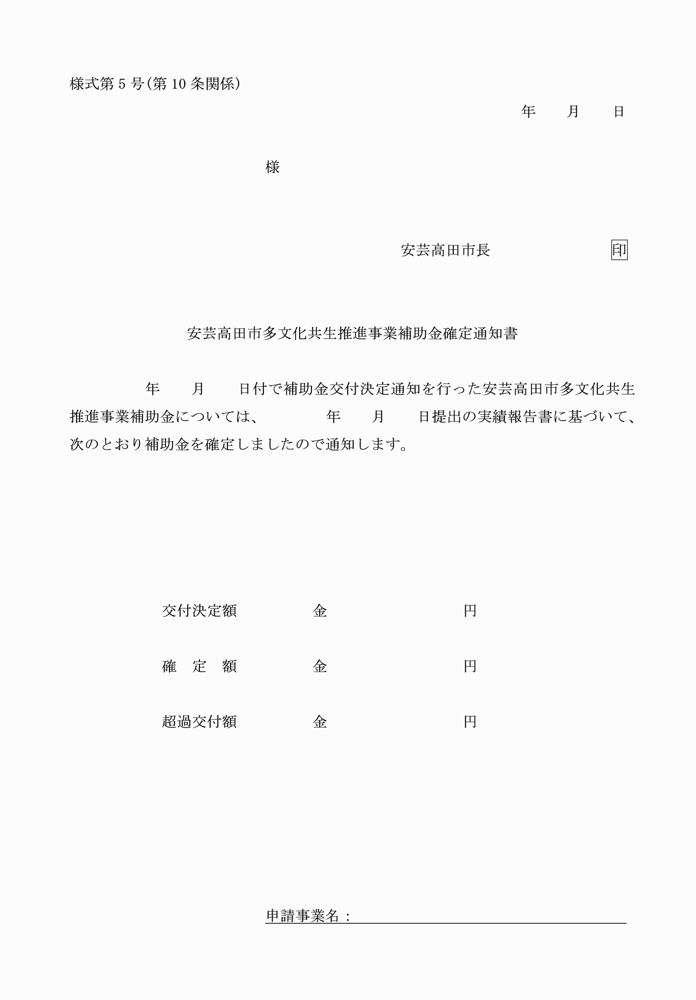 様式第5号(第10条関係)
年　　月　　日
様
安芸高田市長　　　　　　　　印
安芸高田市多文化共生推進事業補助金確定通知書
年　　月　　日付で補助金交付決定通知を行った安芸高田市多文化共生
推進事業補助金については、　　　　年　　月　　日提出の実績報告書に基づいて、
次のとおり補助金を確定しましたので通知します。
交付決定額　　　　　金　　　　　　　　　円
確　定　額　　　　　金　　　　　　　　　円
超過交付額　　　　　金　　　　　　　　　円
申請事業名：